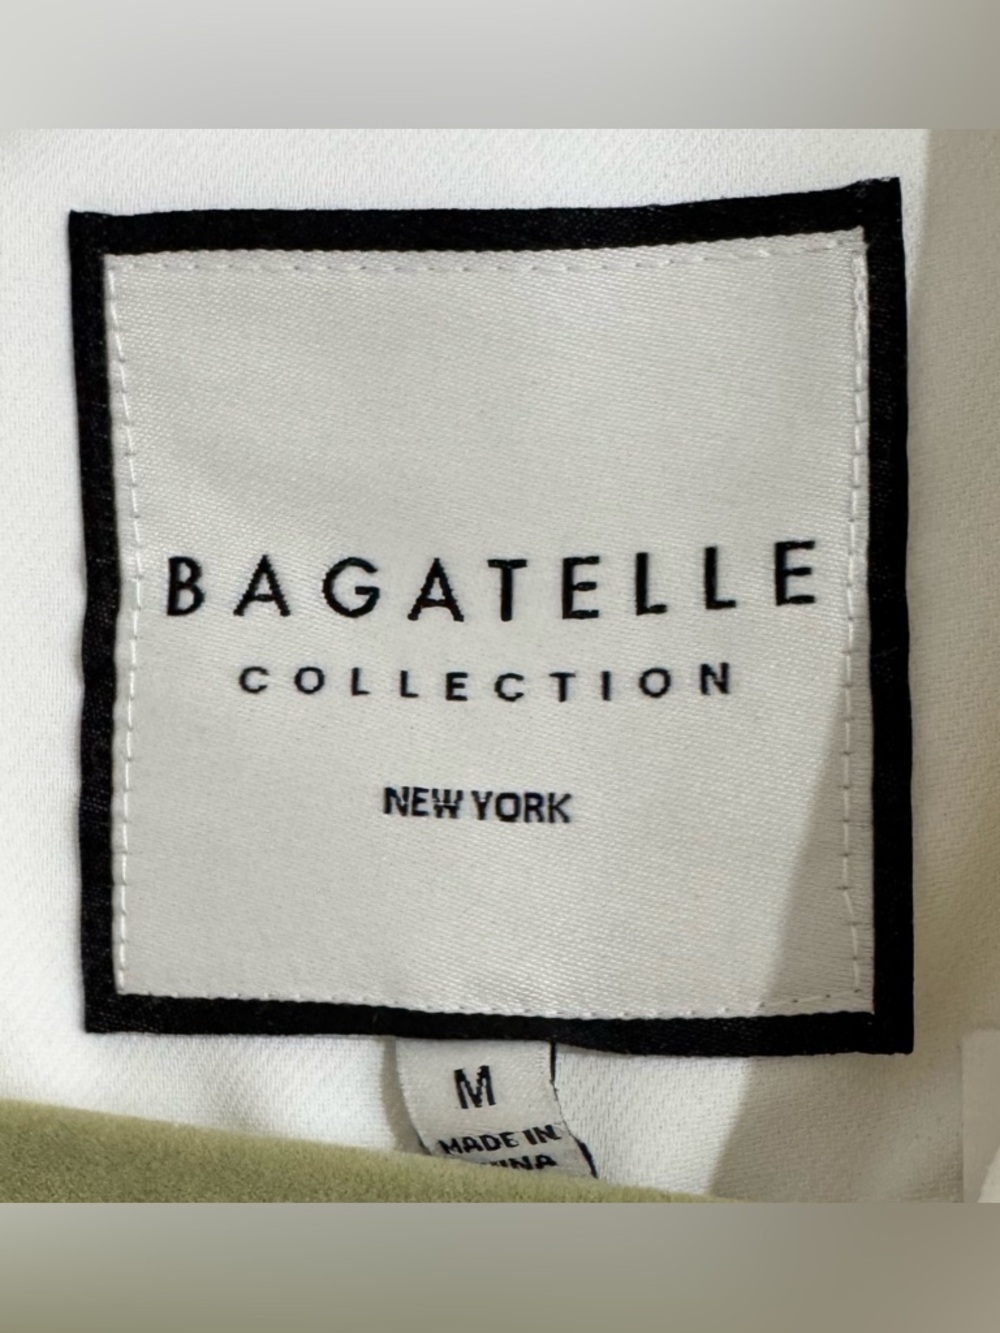 BAGATELLE
COLLECTION
NEW YORK
M
MADE IN